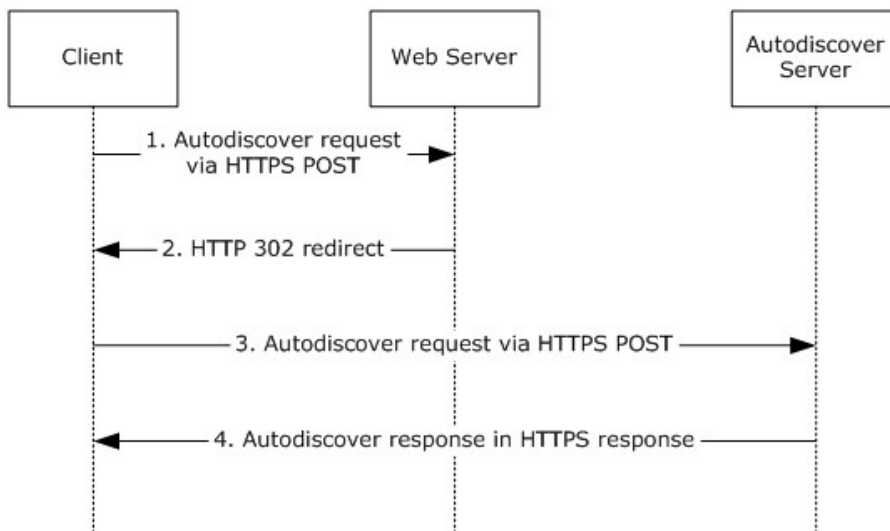 Client
Web Server
Autodiscover
Server
1. Autodiscover request
via HTTPS POST
2. HTTP 302 redirect
3. Autodiscover request via HTTPS POST
4. Autodiscover response in HTTPS response